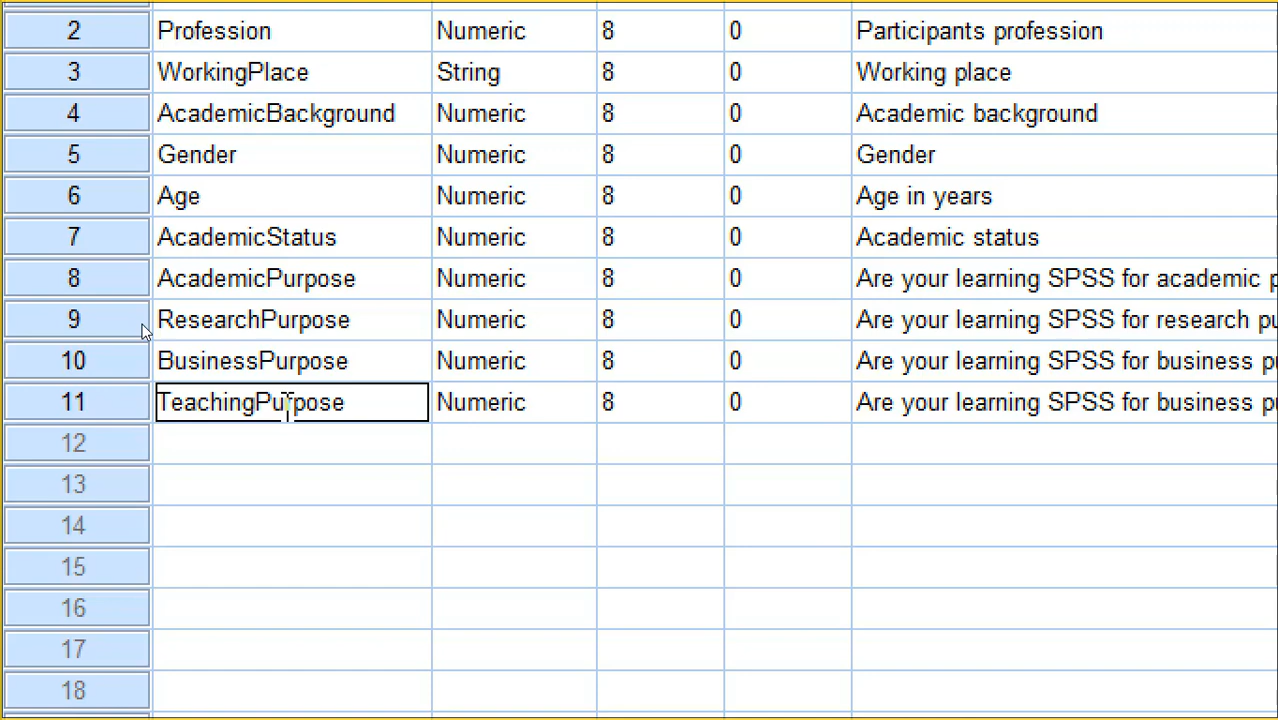 2 Profession Numeric 8 0 Participants profession
3 WorkingPlace String 8 0 Working place
4 AcademicBackground Numeric 8 0 Academic background
5 Gender Numeric 8 0 Gender
6 Age Numeric 8 0 Age in years
7 AcademicStatus Numeric 8 0 Academic status
8 AcademicPurpose Numeric 8 0 Are your learning SPSS for academic p
9 ResearchPurpose Numeric 8 0 Are your learning SPSS for research pu
10 BusinessPurpose Numeric 8 0 Are your learning SPSS for business pu
11 TeachingPurpose Numeric 8 0 Are your learning SPSS for business pu
12
13
14
15
16
17
18